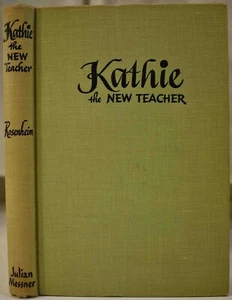 Kathie
the
NEW
TEACHER
Rosenheim
Julian
Messner
Kathie
the NEW TEACHER